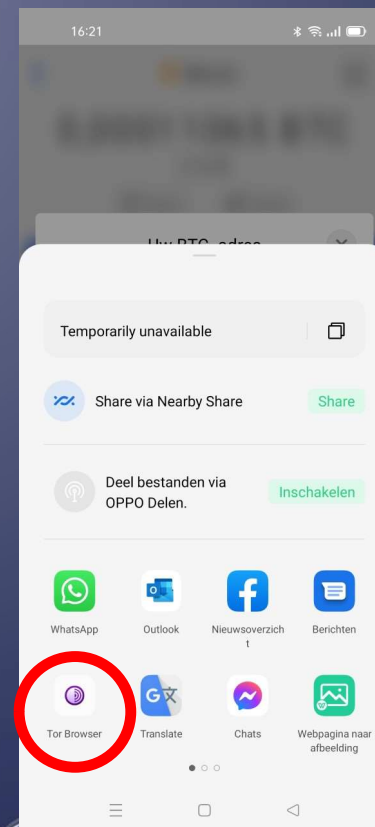 16:21
Uw BTC-adres
Temporarily unavailable
Share via Nearby Share
Share
Deel bestanden via
OPPO Delen.
Inschakelen
WhatsApp
Outlook
Nieuwsoverzich
t
Berichten
Tor Browser
Translate
Chats
Webpagina naar
afbeelding